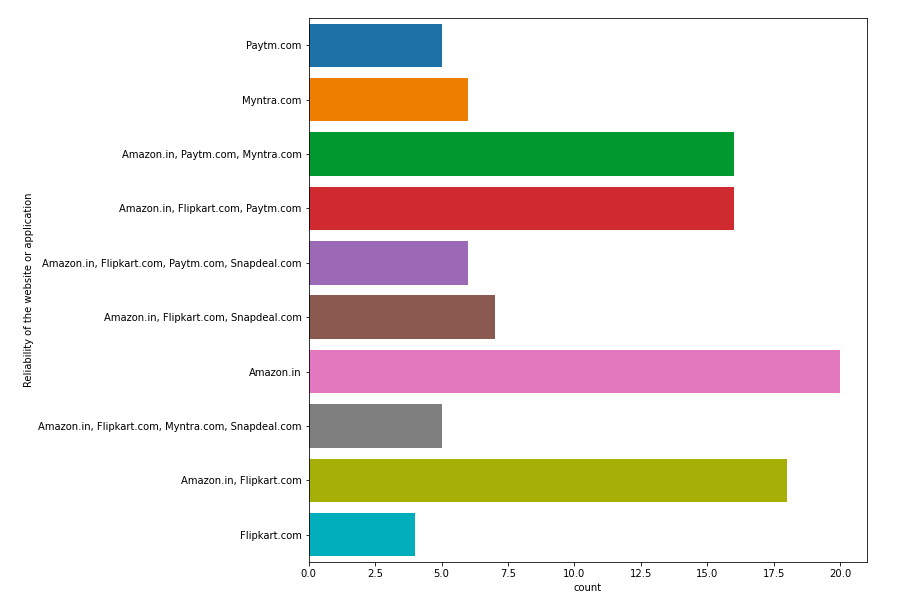 Paytm.com
Myntra.com
Amazon.in, Paytm.com, Myntra.com
Amazon.in, Flipkart.com, Paytm.com
Amazon.in, Flipkart.com, Paytm.com, Snapdeal.com
Amazon.in, Flipkart.com, Snapdeal.com
Amazon.in
Amazon.in, Flipkart.com, Myntra.com, Snapdeal.com
Amazon.in, Flipkart.com
Flipkart.com
Reliability of the website or application
0.0 2.5 5.0 7.5 10.0 12.5 15.0 17.5 20.0
count